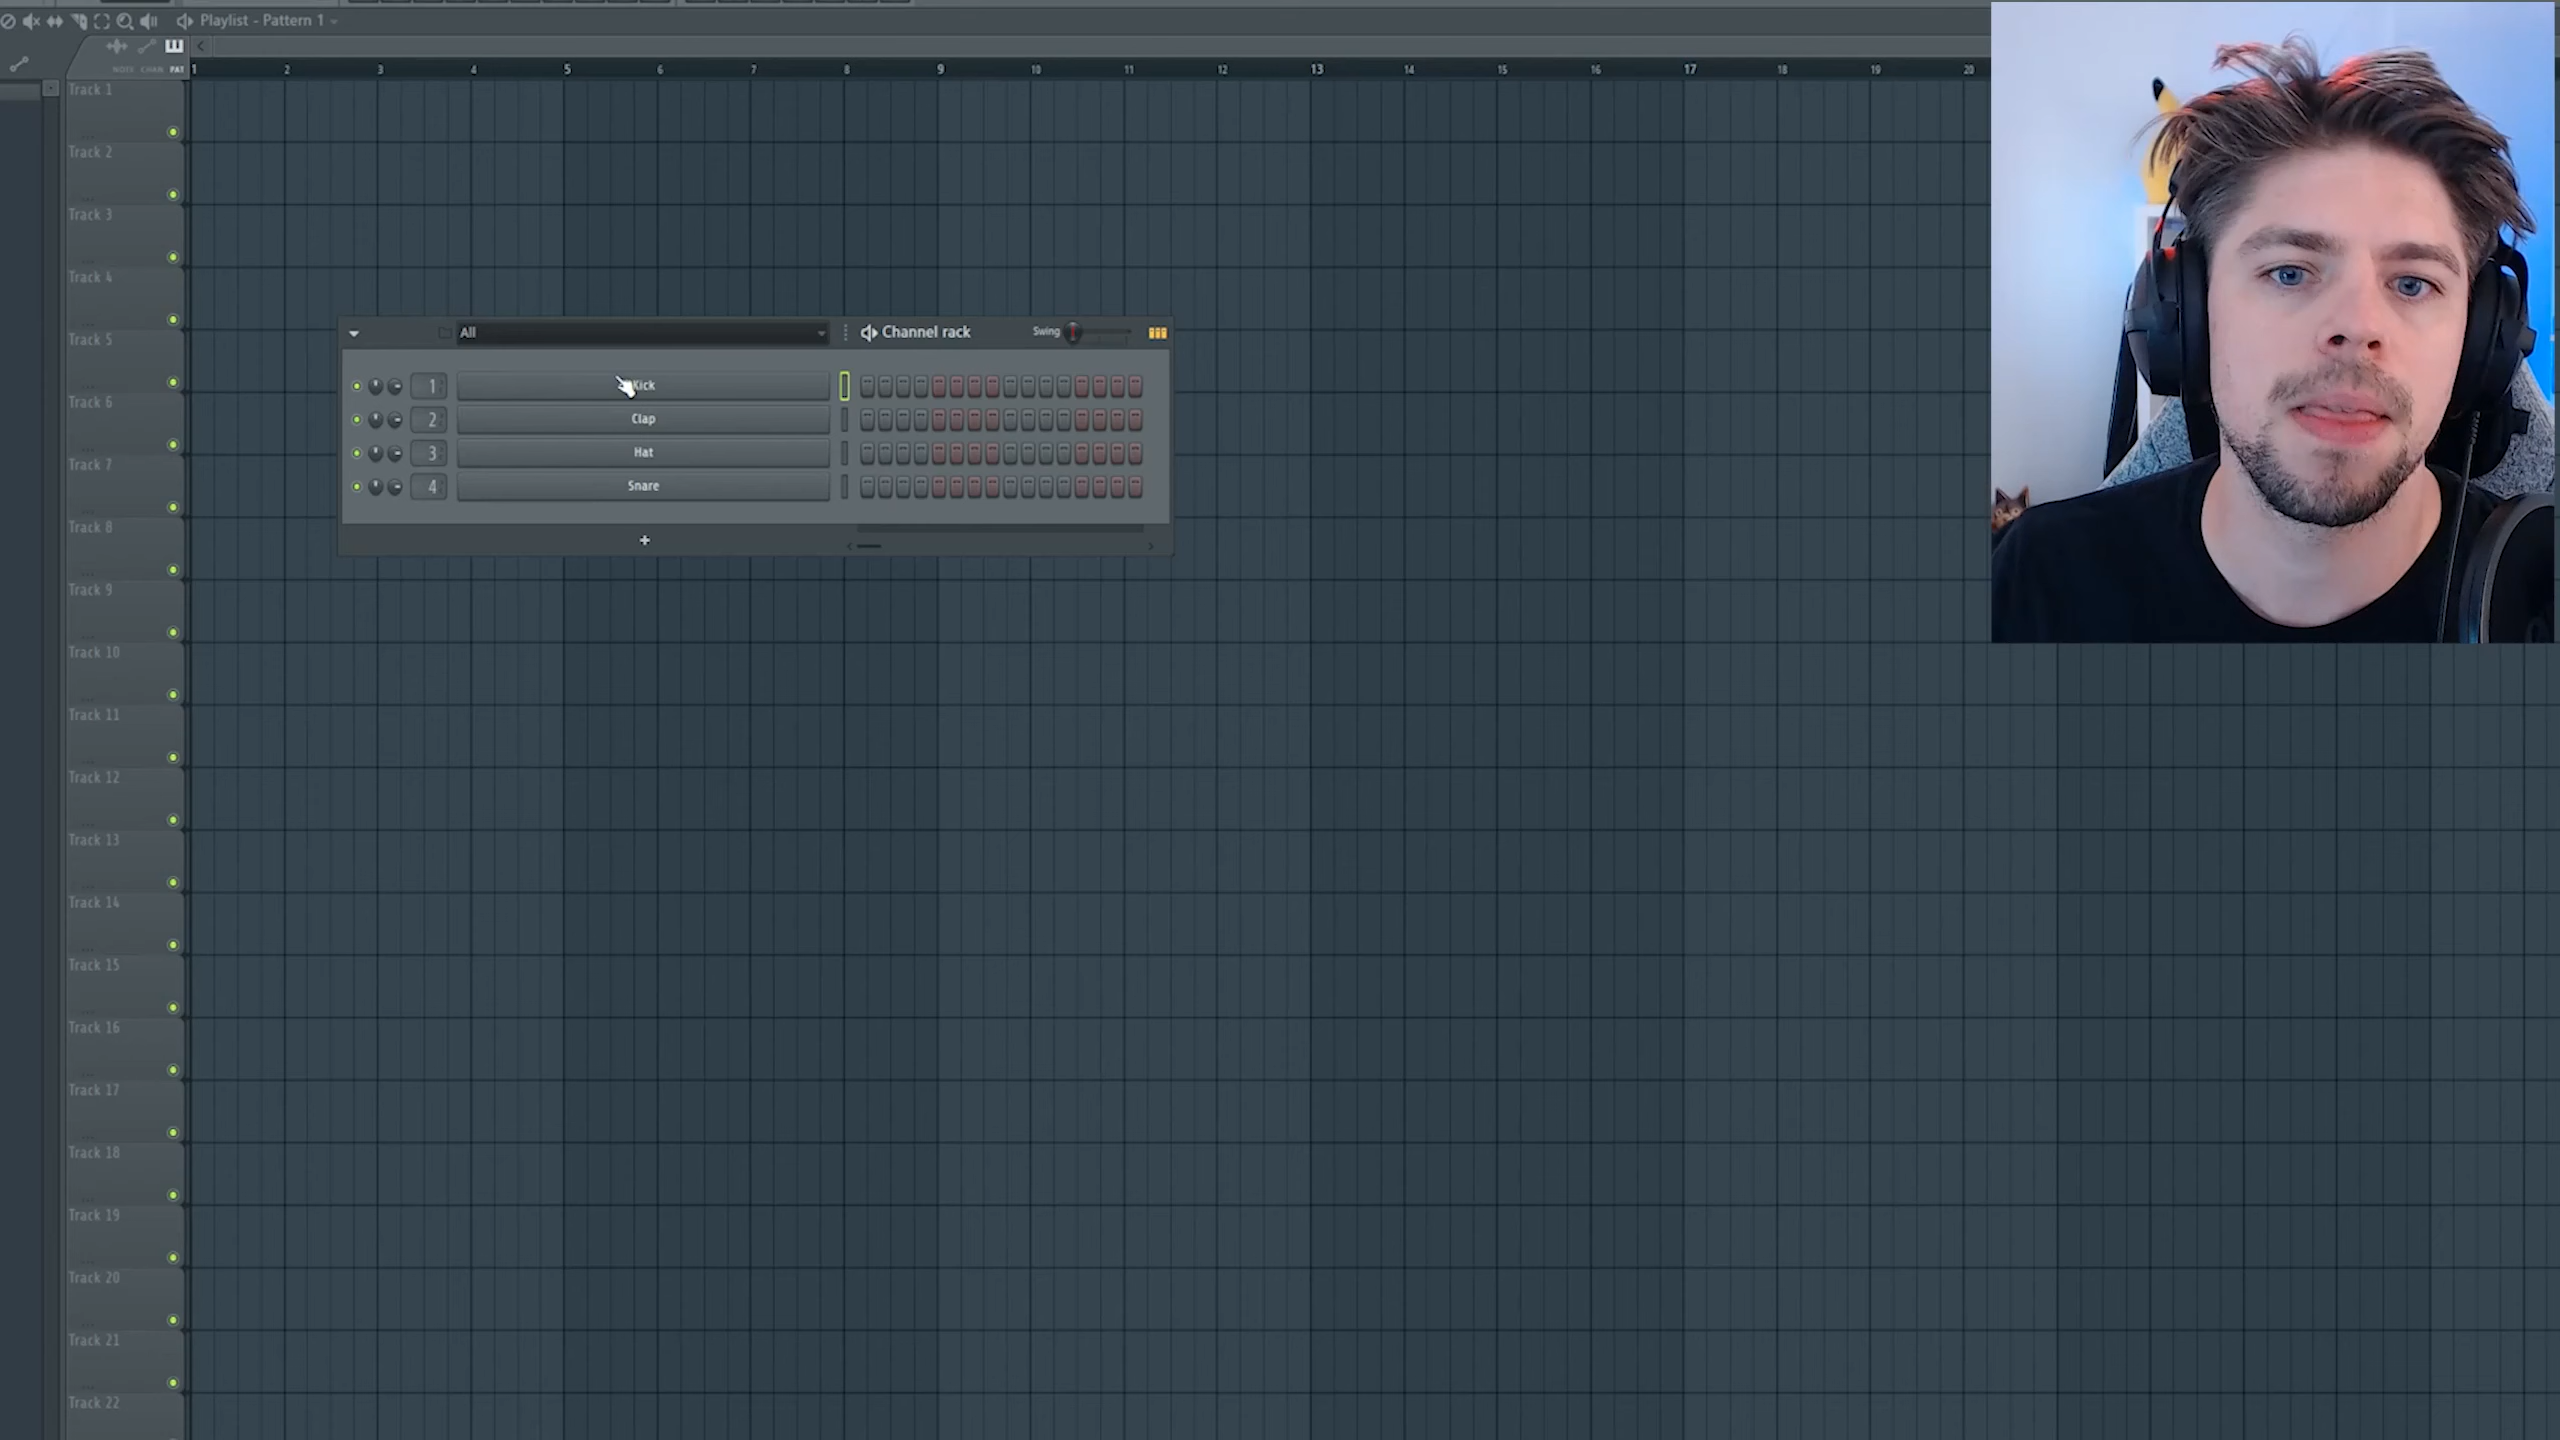 Playlist - Pattern 1
NOTE CHAN PAT
1 2 3 4 5 6 7 8 9 10 11 12 13 14 15 16 17 18 19 20
Track 1
Track 2
Track 3
Track 4
Track 5
Track 6
Track 7
Track 8
Track 9
Track 10
Track 11
Track 12
Track 13
Track 14
Track 15
Track 16
Track 17
Track 18
Track 19
Track 20
Track 21
Track 22
All Channel rack Swing
1 Kick
2 Clap
3 Hat
4 Snare